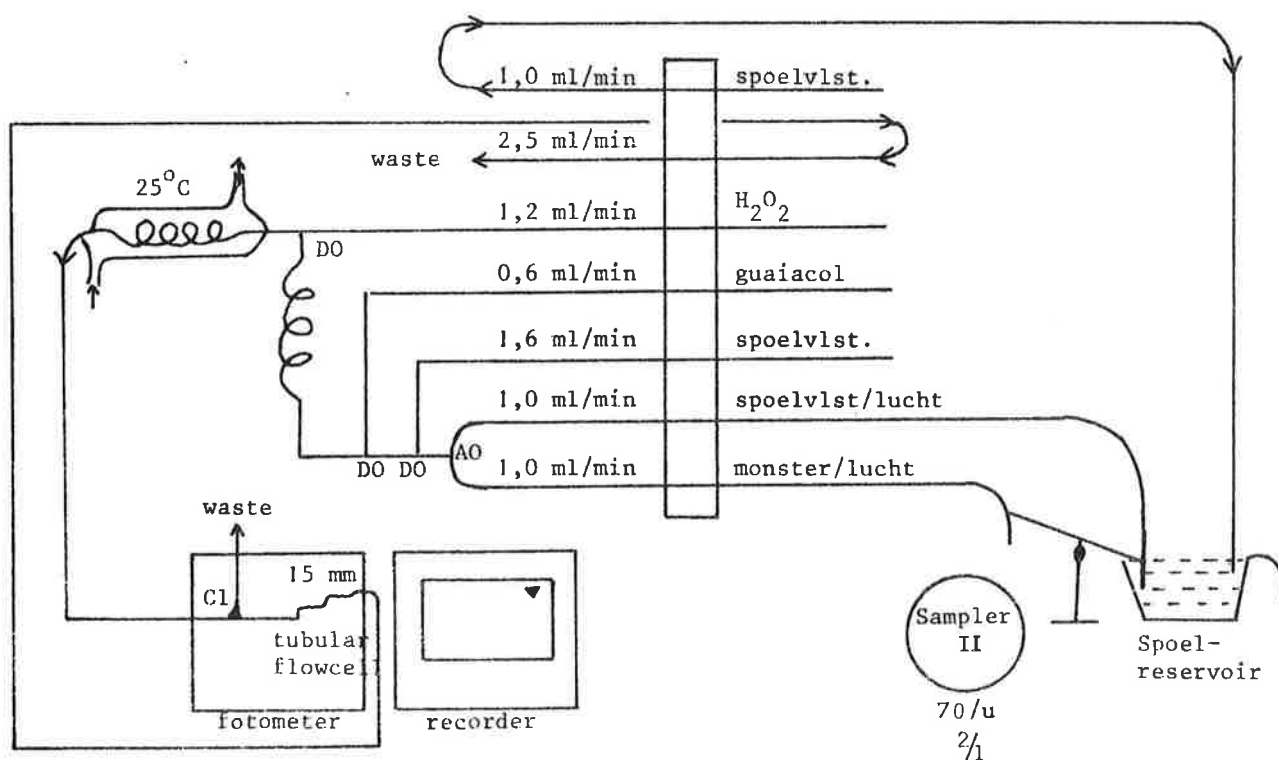 1,0 ml/min spoelvlst.
2,5 ml/min
waste
25°C
1,2 ml/min H₂O₂
DO
0,6 ml/min guaiacol
1,6 ml/min spoelvlst.
1,0 ml/min spoelvlst/lucht
AO
DO DO
1,0 ml/min monster/lucht
waste
15 mm
Cl
tubular
flowcell
fotometer
recorder
Sampler
II
70/u
2/1
Spoel-
reservoir